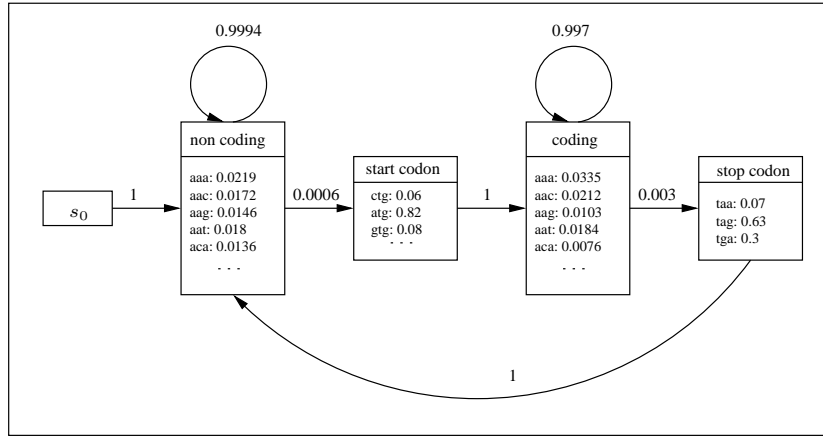 0.9994
0.997
non coding
aaa: 0.0219
aac: 0.0172
aag: 0.0146
aat: 0.018
aca: 0.0136
. . .
start codon
ctg: 0.06
atg: 0.82
gtg: 0.08
. . .
coding
aaa: 0.0335
aac: 0.0212
aag: 0.0103
aat: 0.0184
aca: 0.0076
. . .
stop codon
taa: 0.07
tag: 0.63
tga: 0.3
s0
1
0.0006
1
0.003
1